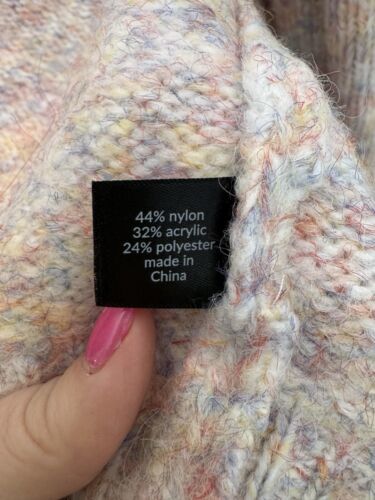 44% nylon
32% acrylic
24% polyester
made in
China